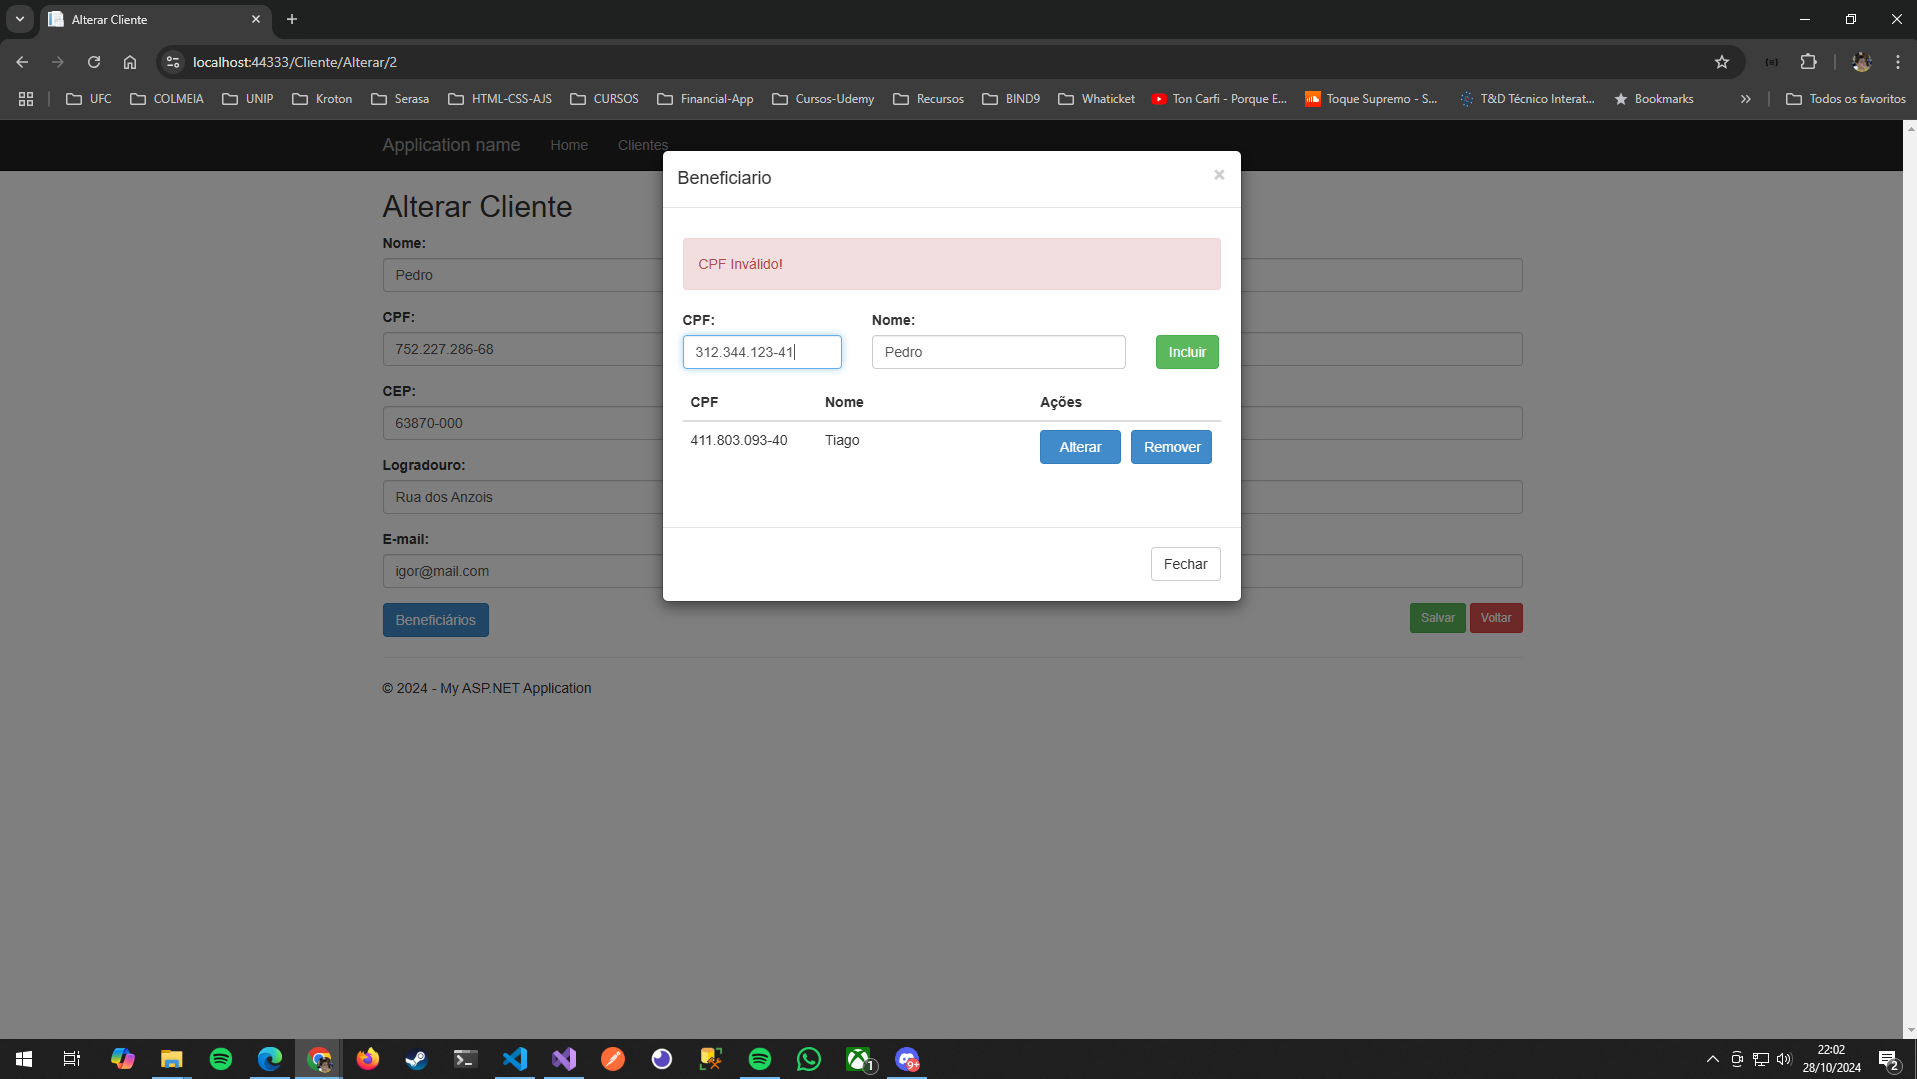 Alterar Cliente
localhost:44333/Cliente/Alterar/2
UFC COLMEIA UNIP Kroton Serasa HTML-CSS-AJS CURSOS Financial-App Cursos-Udemy Recursos BIND9 Whaticket Ton Carfi - Porque E... Toque Supremo - S... T&D Técnico Interat... Bookmarks » Todos os favoritos
Application name Home Clientes
Beneficiario ×
Alterar Cliente
Nome:
Pedro
CPF:
752.227.286-68
CEP:
63870-000
Logradouro:
Rua dos Anzois
E-mail:
igor@mail.com
Beneficiários
Salvar Voltar
CPF Inválido!
CPF: Nome:
312.344.123-41 Pedro Incluir
CPF Nome Ações
411.803.093-40 Tiago Alterar Remover
Fechar
© 2024 - My ASP.NET Application
1 9+
22:02
28/10/2024
2